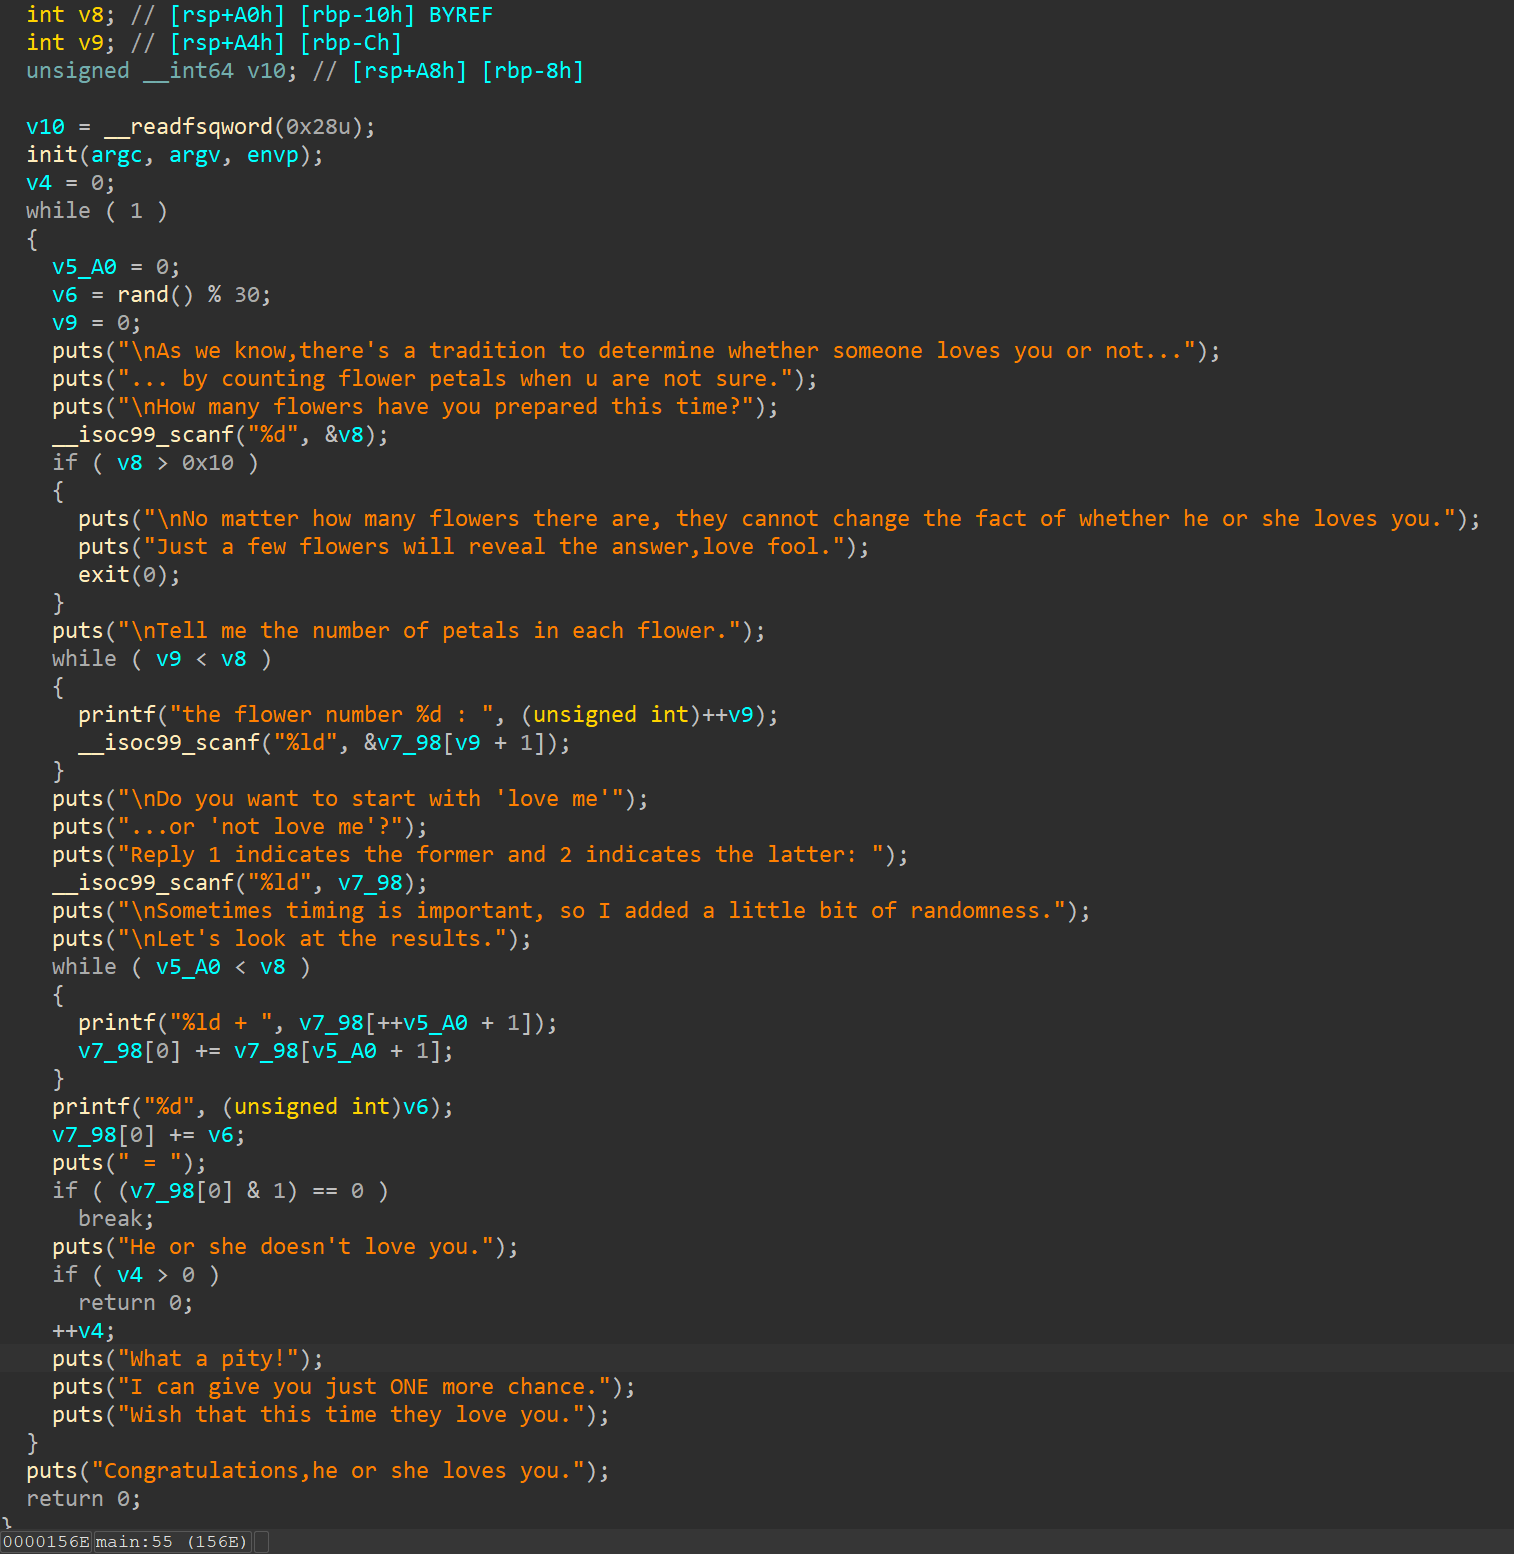 int v8; // [rsp+A0h] [rbp-10h] BYREF
int v9; // [rsp+A4h] [rbp-Ch]
unsigned __int64 v10; // [rsp+A8h] [rbp-8h]
v10 = __readfsqword(0x28u);
init(argc, argv, envp);
v4 = 0;
while ( 1 )
{
v5_A0 = 0;
v6 = rand() % 30;
v9 = 0;
puts("\nAs we know,there's a tradition to determine whether someone loves you or not...");
puts("... by counting flower petals when u are not sure.");
puts("\nHow many flowers have you prepared this time?");
__isoc99_scanf("%d", &v8);
if ( v8 > 0x10 )
{
puts("\nNo matter how many flowers there are, they cannot change the fact of whether he or she loves you.");
puts("Just a few flowers will reveal the answer,love fool.");
exit(0);
}
puts("\nTell me the number of petals in each flower.");
while ( v9 < v8 )
{
printf("the flower number %d : ", (unsigned int)++v9);
__isoc99_scanf("%ld", &v7_98[v9 + 1]);
}
puts("\nDo you want to start with 'love me'");
puts("...or 'not love me'?");
puts("Reply 1 indicates the former and 2 indicates the latter: ");
__isoc99_scanf("%ld", v7_98);
puts("\nSometimes timing is important, so I added a little bit of randomness.");
puts("\nLet's look at the results.");
while ( v5_A0 < v8 )
{
printf("%ld + ", v7_98[++v5_A0 + 1]);
v7_98[0] += v7_98[v5_A0 + 1];
}
printf("%d", (unsigned int)v6);
v7_98[0] += v6;
puts(" = ");
if ( (v7_98[0] & 1) == 0 )
break;
puts("He or she doesn't love you.");
if ( v4 > 0 )
return 0;
++v4;
puts("What a pity!");
puts("I can give you just ONE more chance.");
puts("Wish that this time they love you.");
}
puts("Congratulations,he or she loves you.");
return 0;
}
0000156E main:55 (156E)